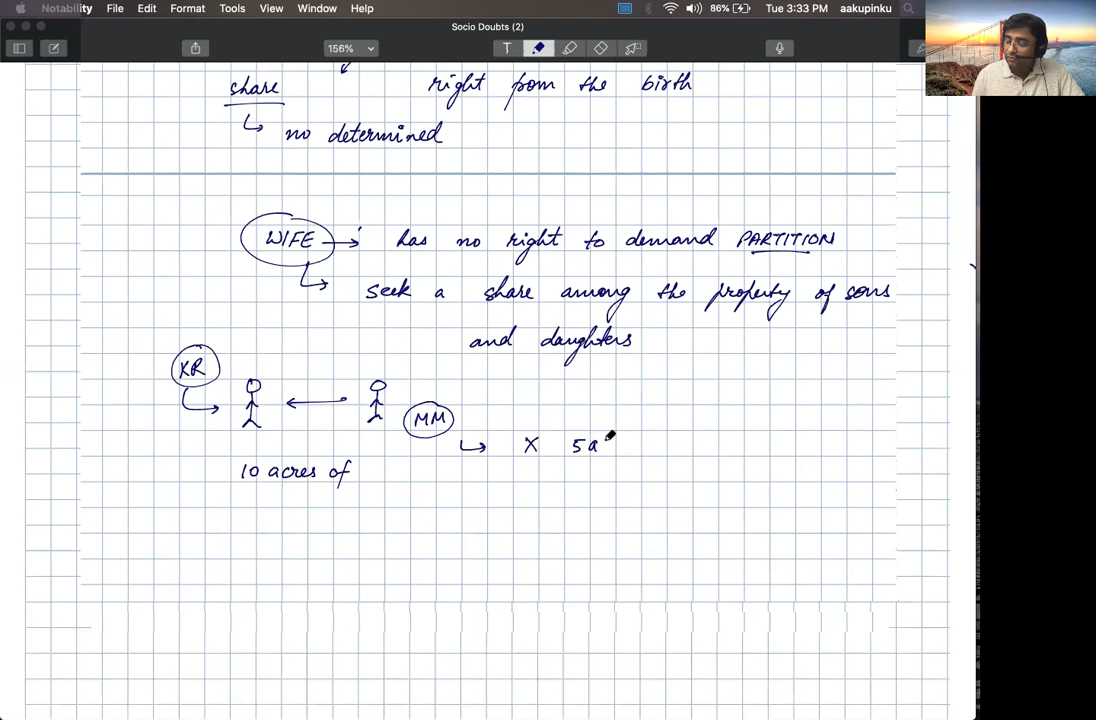 Notability File Edit Format Tools View Window Help 86% Tue 3:33 PM aakupinku
Socio Doubts (2)
156% T
share right from the birth
no determined
WIFE has no right to demand PARTITION
seek a share among the property of sons
and daughters
KR
MM
X 5a
10 acres of